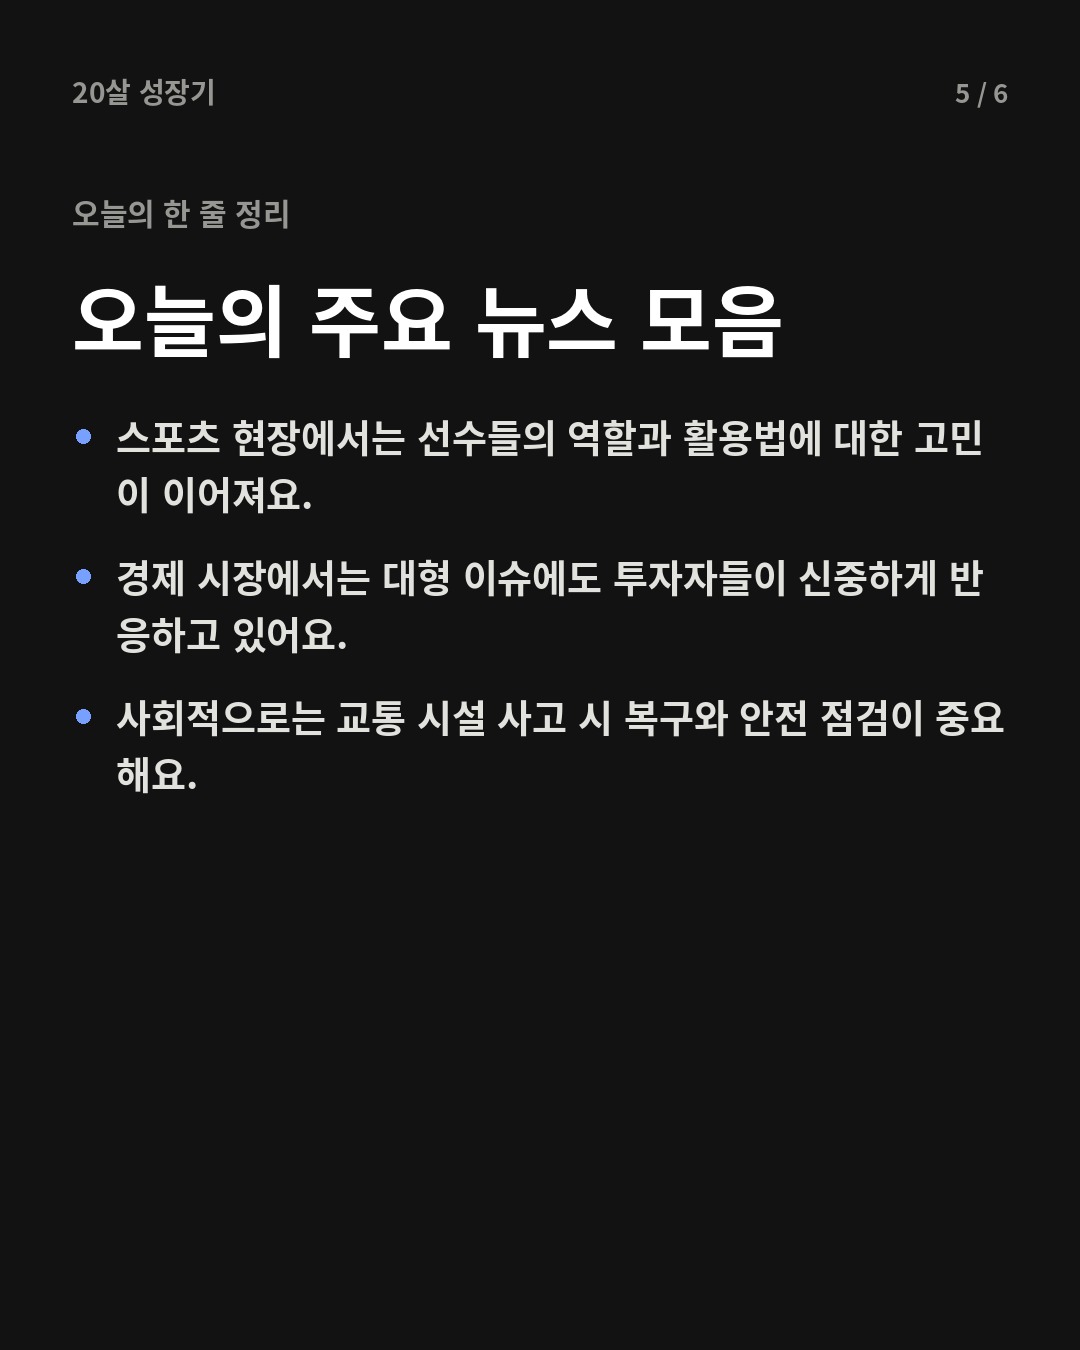 20살 성장기
5 / 6
오늘의 한 줄 정리
오늘의 주요 뉴스 모음
스포츠 현장에서는 선수들의 역할과 활용법에 대한 고민
이 이어져요.
경제 시장에서는 대형 이슈에도 투자자들이 신중하게 반
응하고 있어요.
사회적으로는 교통 시설 사고 시 복구와 안전 점검이 중요
해요.